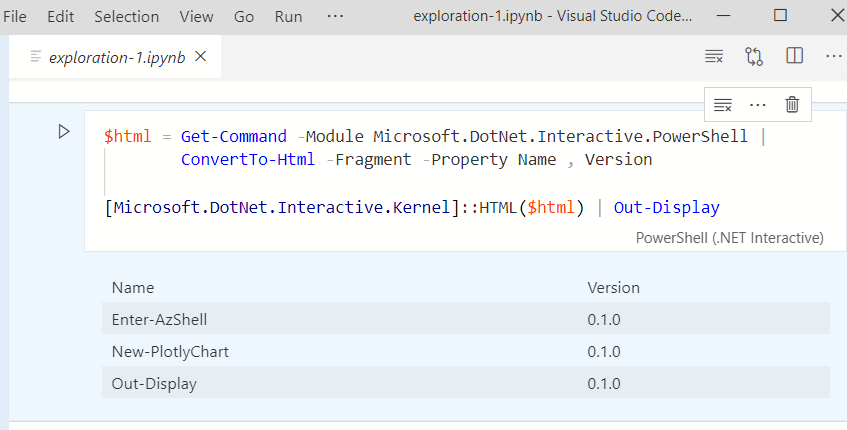 File Edit Selection View Go Run ··· exploration-1.ipynb - Visual Studio Code...
exploration-1.ipynb
$html = Get-Command -Module Microsoft.DotNet.Interactive.PowerShell |
ConvertTo-Html -Fragment -Property Name , Version
[Microsoft.DotNet.Interactive.Kernel]::HTML($html) | Out-Display
PowerShell (.NET Interactive)
Name Version
Enter-AzShell 0.1.0
New-PlotlyChart 0.1.0
Out-Display 0.1.0